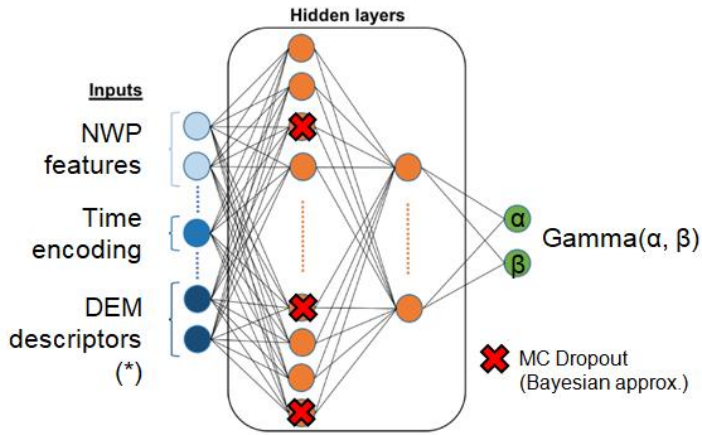 Hidden layers
Inputs
NWP
features
Time
encoding
DEM
descriptors
(*)
α
β
Gamma(α, β)
MC Dropout
(Bayesian approx.)